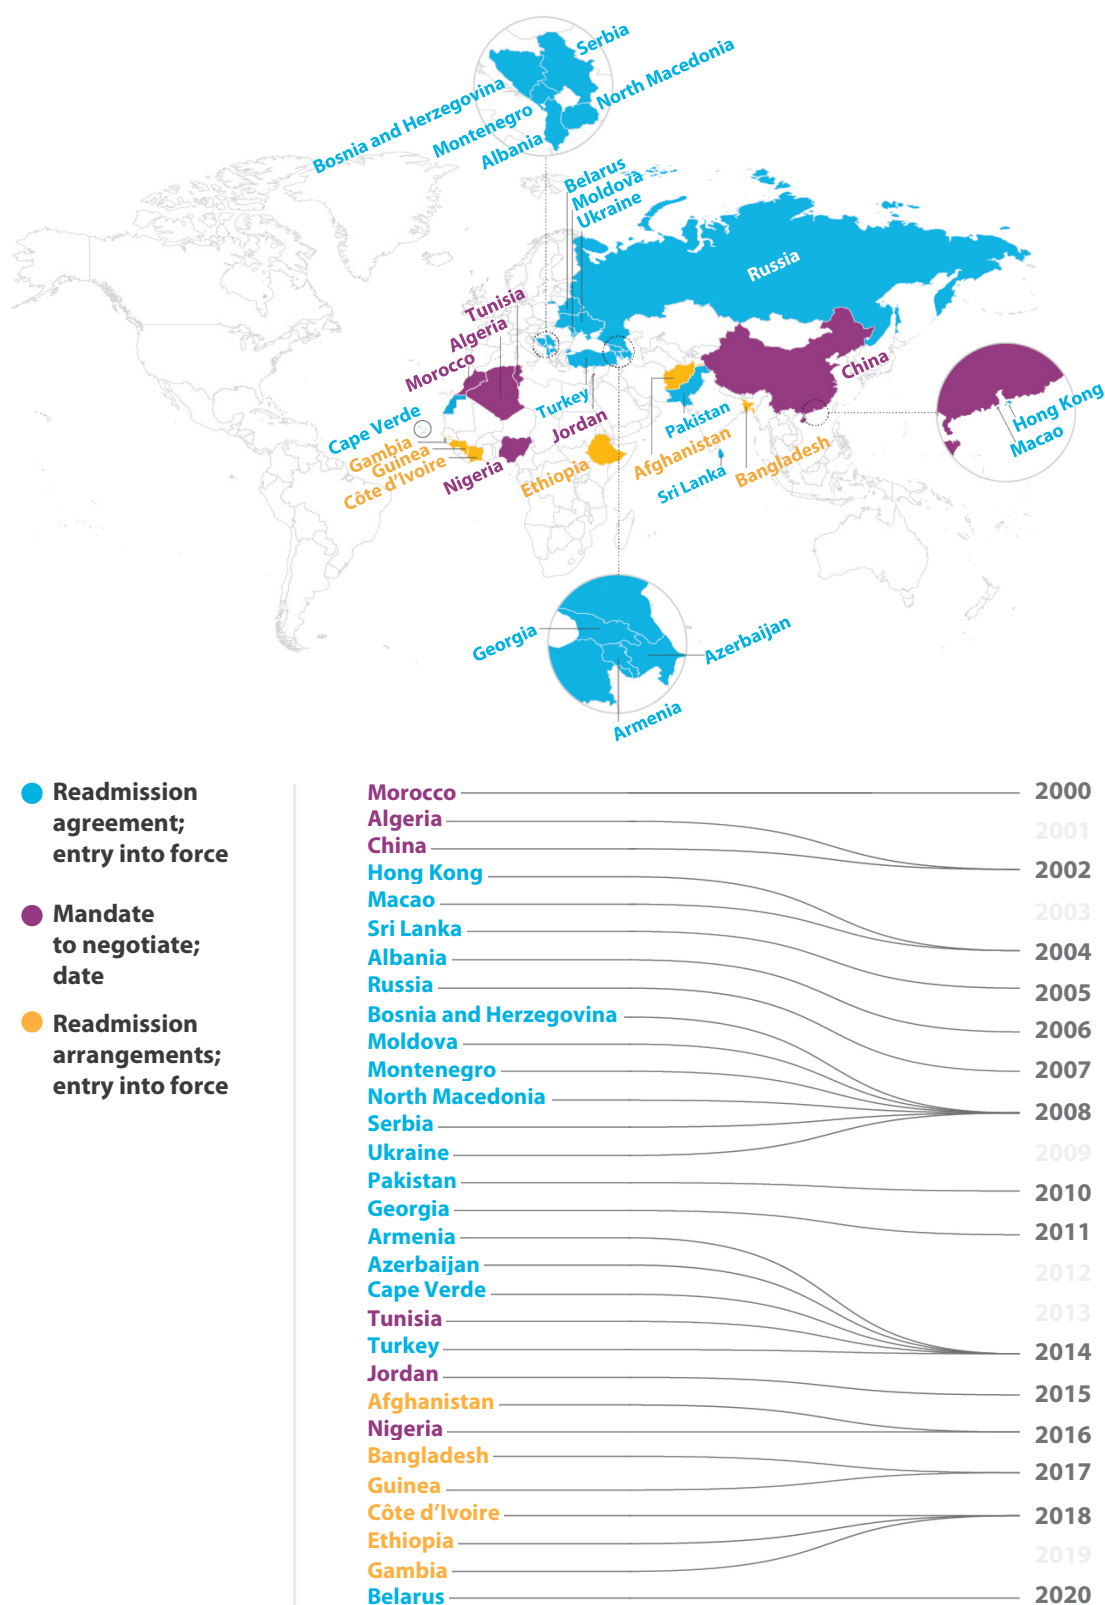 Serbia
North Macedonia
Bosnia and Herzegovina
Montenegro
Albania
Belarus
Moldova
Ukraine
Russia
Tunisia
Algeria
Morocco
China
Hong Kong
Macao
Cape Verde
Turkey
Jordan
Pakistan
Gambia
Guinea
Côte d’Ivoire
Nigeria
Ethiopia
Afghanistan
Sri Lanka
Bangladesh
Georgia
Azerbaijan
Armenia
Readmission
agreement;
entry into force
Mandate
to negotiate;
date
Readmission
arrangements;
entry into force
Morocco
Algeria
China
Hong Kong
Macao
Sri Lanka
Albania
Russia
Bosnia and Herzegovina
Moldova
Montenegro
North Macedonia
Serbia
Ukraine
Pakistan
Georgia
Armenia
Azerbaijan
Cape Verde
Tunisia
Turkey
Jordan
Afghanistan
Nigeria
Bangladesh
Guinea
Côte d’Ivoire
Ethiopia
Gambia
Belarus
2000
2001
2002
2003
2004
2005
2006
2007
2008
2009
2010
2011
2012
2013
2014
2015
2016
2017
2018
2019
2020